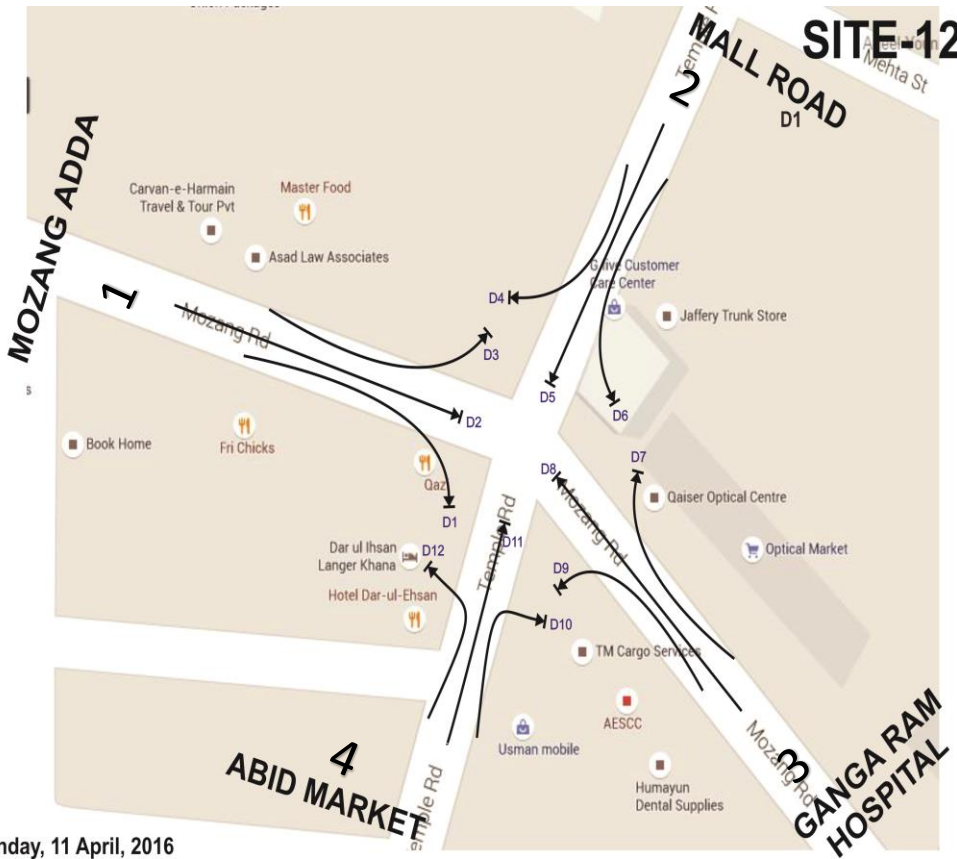 SITE-12
MALL ROAD
2
D1
Mehta St
MOZANG ADDA
Carvan-e-Harmain
Travel & Tour Pvt
Master Food
Asad Law Associates
1
Mozang Rd
D4
D3
Care Center
Customer
Jaffery Trunk Store
D2
D5
D6
Book Home
Fri Chicks
Qaz
D1
D8
D7
Mozang Rd
Qaiser Optical Centre
Optical Market
Dar ul Ihsan
Langer Khana
D12
D11
Temple Rd
Hotel Dar-ul-Ehsan
D9
D10
TM Cargo Services
AESCC
Usman mobile
Humayun
Dental Supplies
Mozang Rd
3
GANGA RAM
HOSPITAL
4
ABID MARKET
Temple Rd
nday, 11 April, 2016